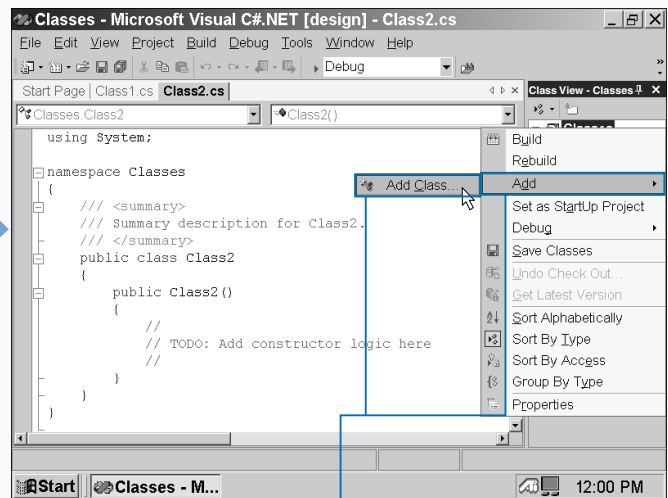 Classes - Microsoft Visual C#.NET [design] - Class2.cs
File Edit View Project Build Debug Tools Window Help
Debug
Start Page Class1.cs Class2.cs
Class View - Classes
Classes.Class2
Class2()
Classes
using System;
namespace Classes
{
/// <summary>
/// Summary description for Class2.
/// </summary>
public class Class2
{
public Class2()
{
//
// TODO: Add constructor logic here
//
}
}
}
Add Class...
Build
Rebuild
Add
Set as StartUp Project
Debug
Save Classes
Undo Check Out...
Get Latest Version
Sort Alphabetically
Sort By Type
Sort By Access
Group By Type
Properties
Start
Classes - M...
12:00 PM